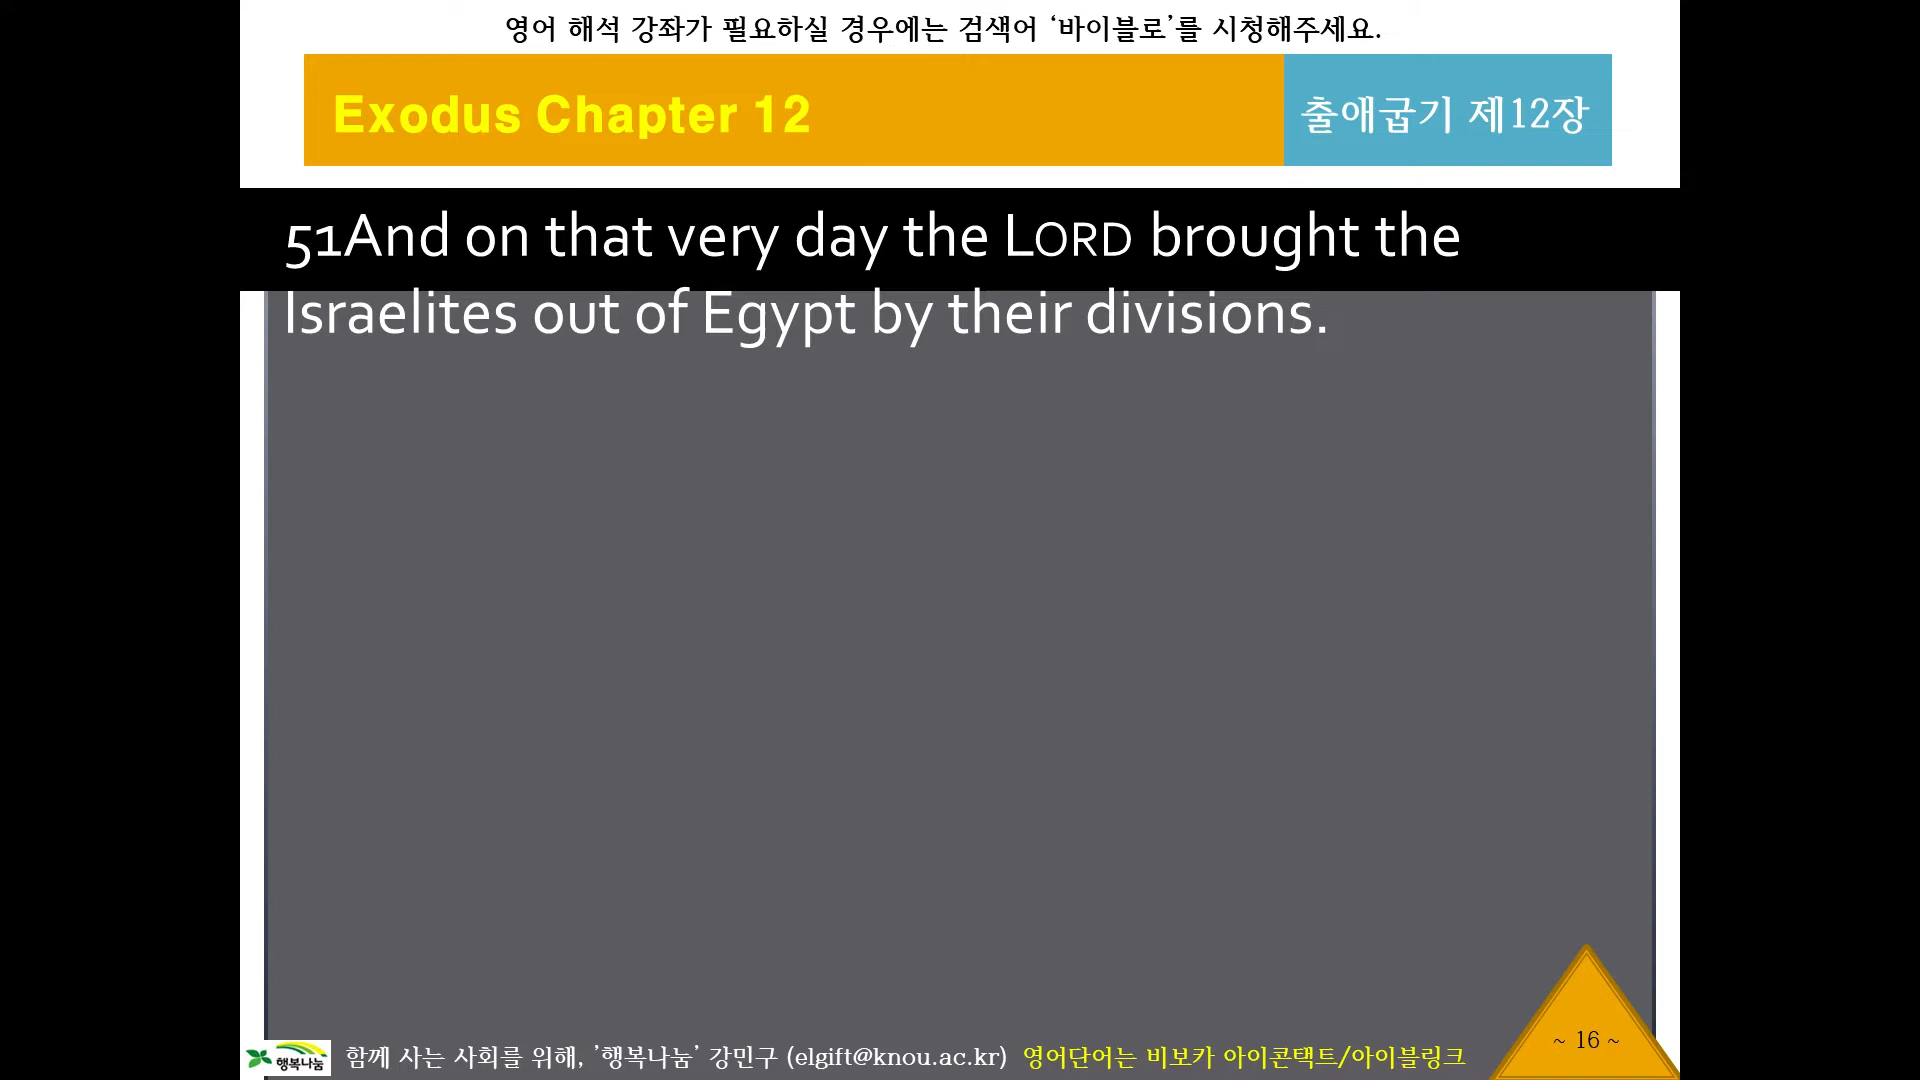 영어 해석 강좌가 필요하실 경우에는 검색어 ‘바이블로’를 시청해주세요.
Exodus Chapter 12
출애굽기 제12장
51And on that very day the LORD brought the
Israelites out of Egypt by their divisions.
~ 16 ~
행복나눔
함께 사는 사회를 위해, ’행복나눔’ 강민구 (elgift@knou.ac.kr) 영어단어는 비보카 아이콘택트/아이블링크